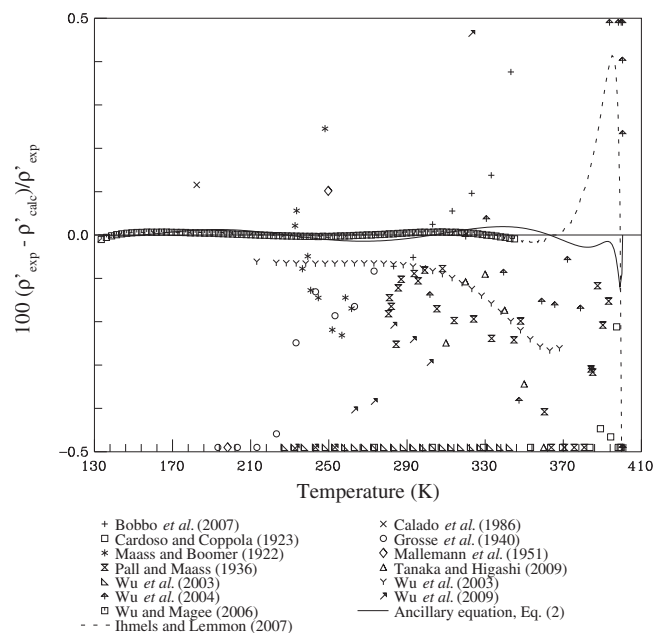 0.5
0.0
−0.5
100 (ρ’exp - ρ’calc)/ρ’exp
130 170 210 250 290 330 370 410
Temperature (K)
Bobbo et al. (2007)
Cardoso and Coppola (1923)
Maass and Boomer (1922)
Pall and Maass (1936)
Wu et al. (2003)
Wu et al. (2004)
Wu and Magee (2006)
Ihmels and Lemmon (2007)
Calado et al. (1986)
Grosse et al. (1940)
Mallemann et al. (1951)
Tanaka and Higashi (2009)
Wu et al. (2003)
Wu et al. (2009)
Ancillary equation, Eq. (2)